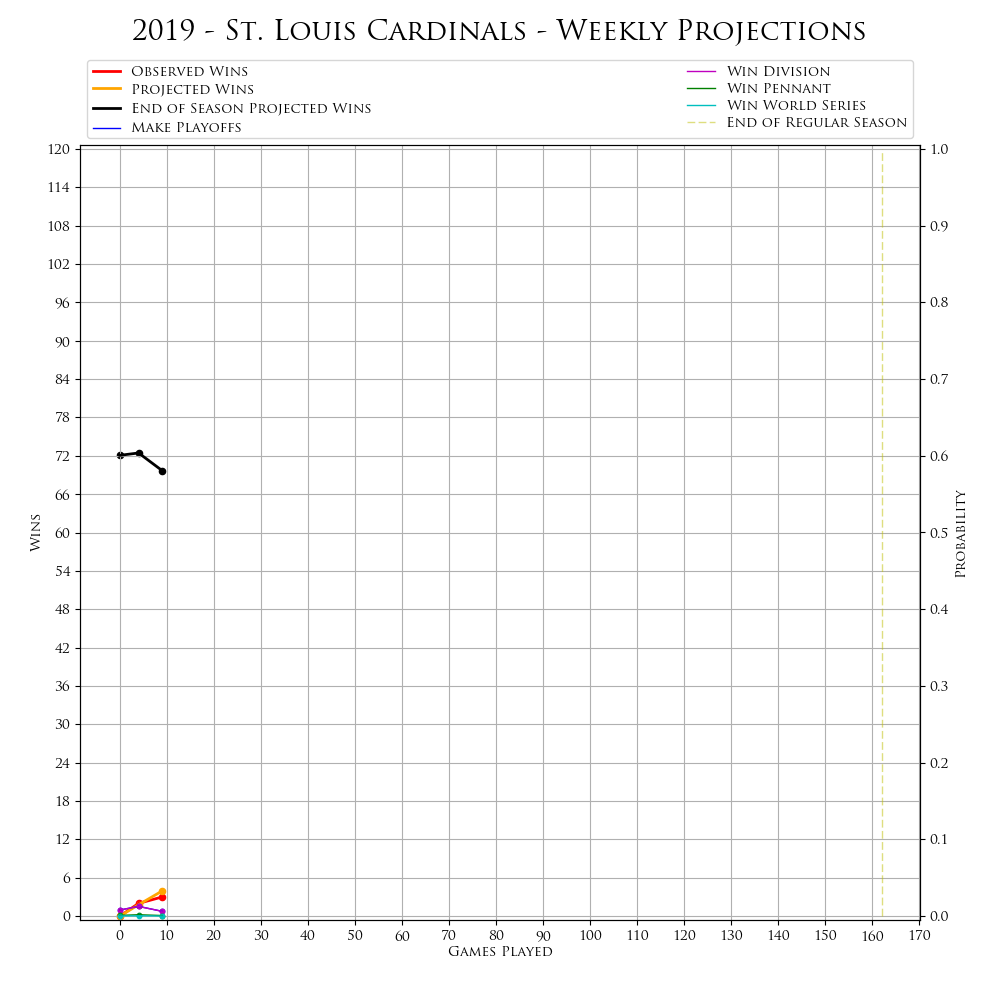 2019 - St. Louis Cardinals - Weekly Projections
Observed Wins
Projected Wins
End of Season Projected Wins
Make Playoffs
Win Division
Win Pennant
Win World Series
End of Regular Season
120
114
108
102
96
90
84
78
72
66
60
54
48
42
36
30
24
18
12
6
0
Wins
1.0
0.9
0.8
0.7
0.6
0.5
0.4
0.3
0.2
0.1
0.0
Probability
0 10 20 30 40 50 60 70 80 90 100 110 120 130 140 150 160 170
Games Played